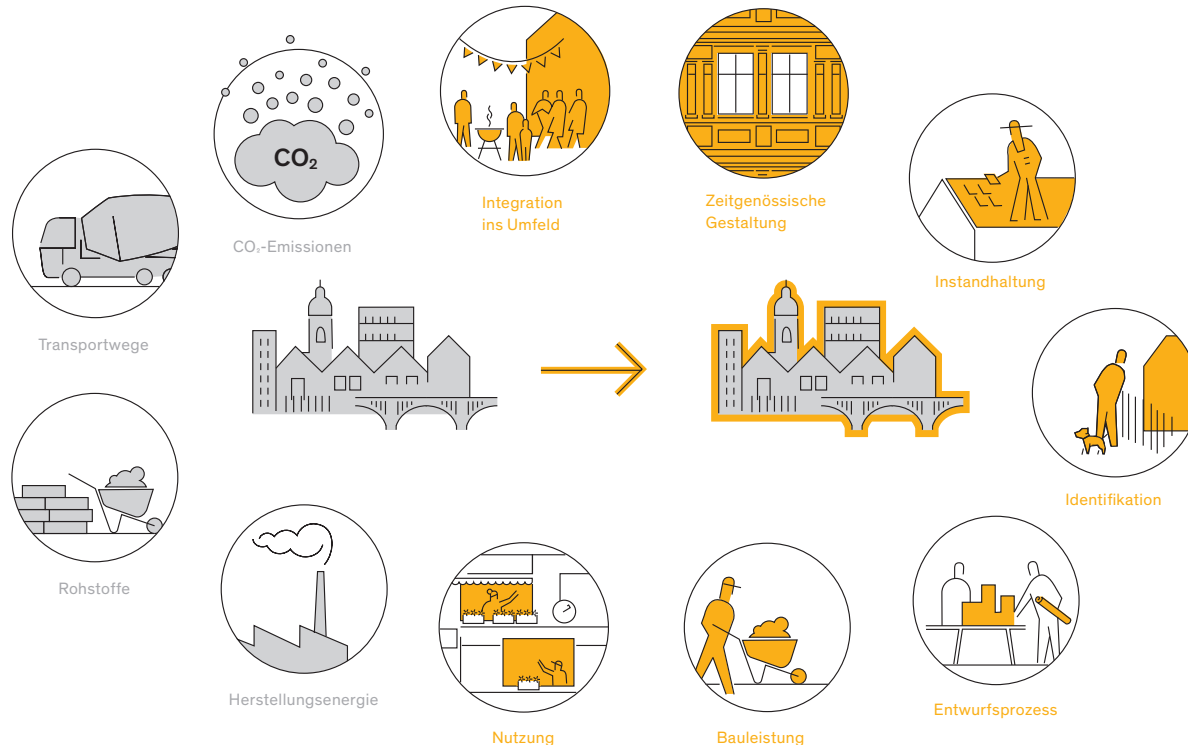 CO₂
CO₂-Emissionen
Integration
ins Umfeld
Zeitgenössische
Gestaltung
Instandhaltung
Transportwege
Identifikation
Rohstoffe
Herstellungsenergie
Nutzung
Bauleistung
Entwurfsprozess